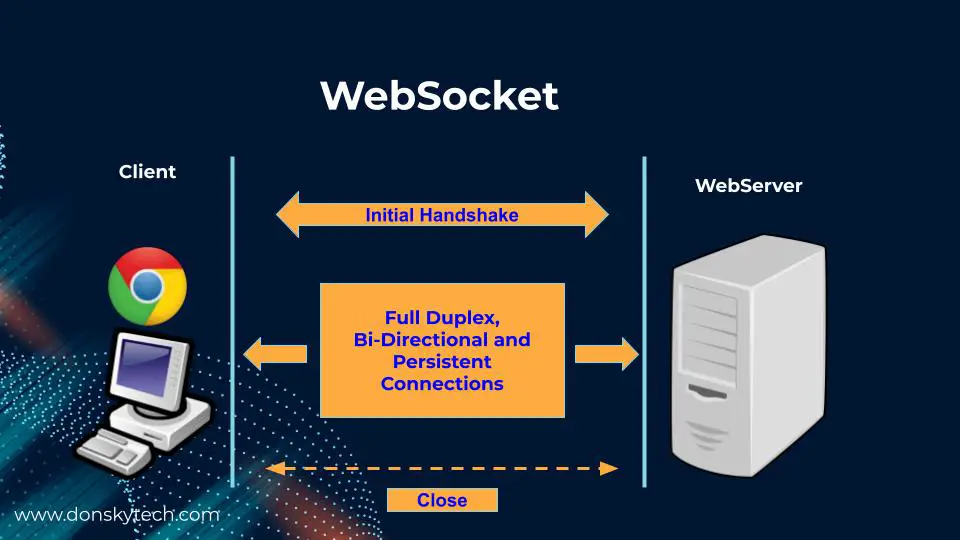 WebSocket
Client
WebServer
Initial Handshake
Full Duplex,
Bi-Directional and
Persistent
Connections
Close
www.donskytech.com